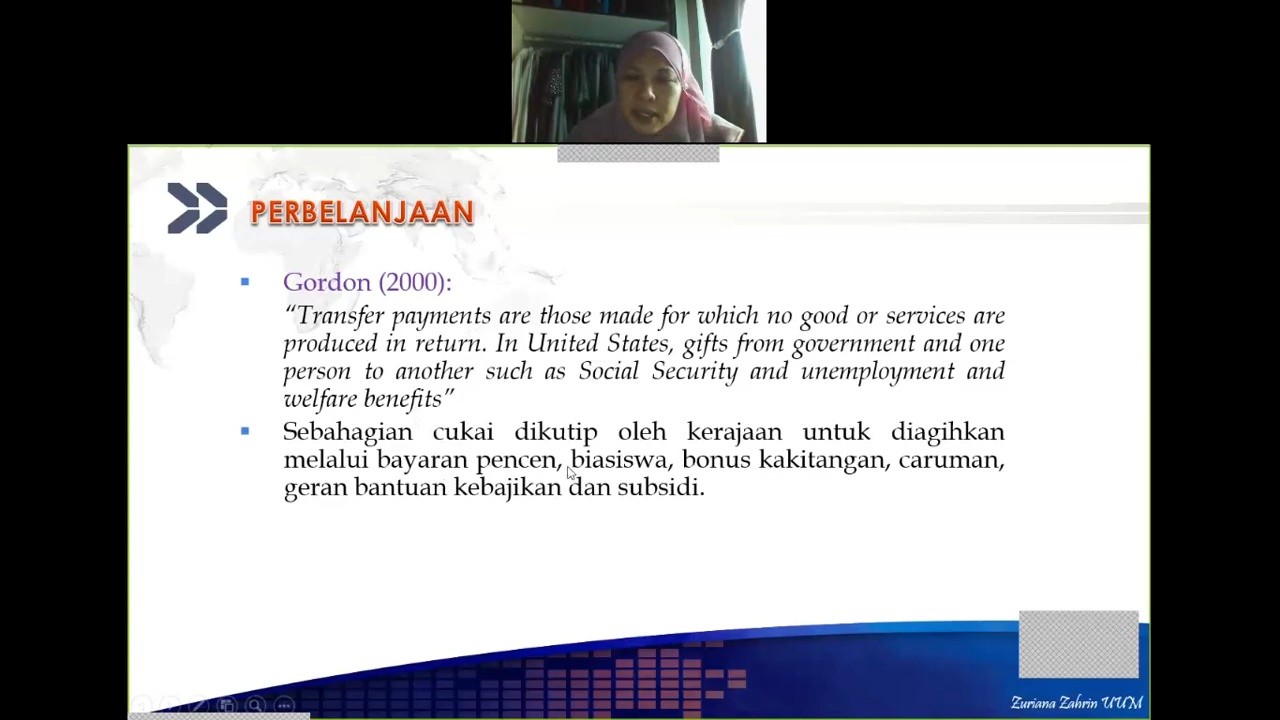 PERBELANJAAN
Gordon (2000):
“Transfer payments are those made for which no good or services are
produced in return. In United States, gifts from government and one
person to another such as Social Security and unemployment and
welfare benefits”
Sebahagian cukai dikutip oleh kerajaan untuk diagihkan
melalui bayaran pencen, biasiswa, bonus kakitangan, caruman,
geran bantuan kebajikan dan subsidi.
Zuriana Zahrin UUM